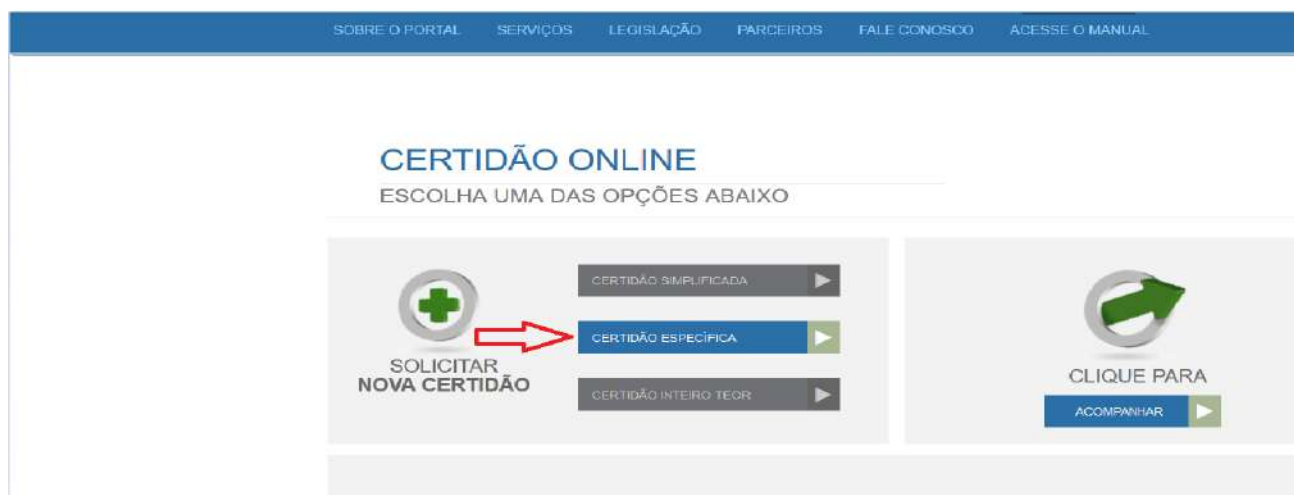 SOBRE O PORTAL SERVIÇOS LEGISLAÇÃO PARCEIROS FALE CONOSCO ACESSE O MANUAL
CERTIDÃO ONLINE
ESCOLHA UMA DAS OPÇÕES ABAIXO
SOLICITAR
NOVA CERTIDÃO
CERTIDÃO SIMPLIFICADA
CERTIDÃO ESPECÍFICA
CERTIDÃO INTEIRO TEOR
CLIQUE PARA
ACOMPANHAR